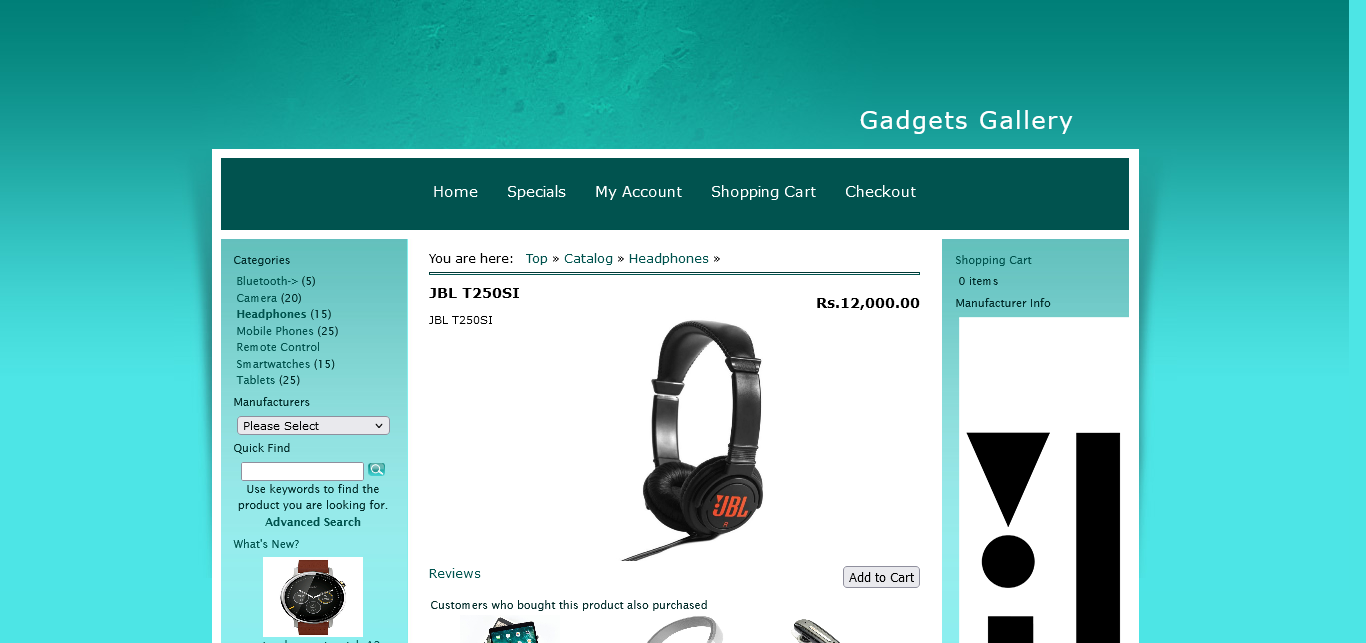 Gadgets Gallery
Home Specials My Account Shopping Cart Checkout
Categories
Bluetooth-> (5)
Camera (20)
Headphones (15)
Mobile Phones (25)
Remote Control
Smartwatches (15)
Tablets (25)
Manufacturers
Please Select
Quick Find
Use keywords to find the
product you are looking for.
Advanced Search
What's New?
You are here: Top » Catalog » Headphones »
JBL T250SI
Rs.12,000.00
JBL T250SI
JBL
R
Reviews
Add to Cart
Customers who bought this product also purchased
Shopping Cart
0 items
Manufacturer Info